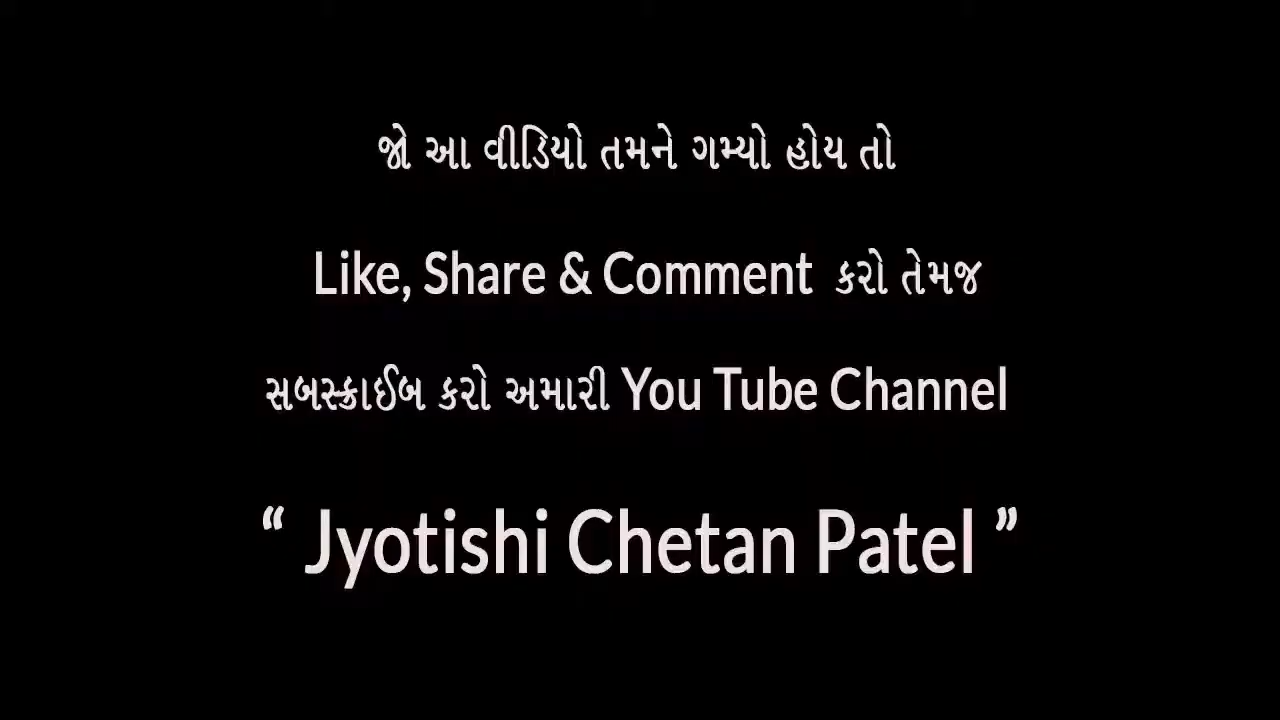 જો આ વીડિયો તમને ગમ્યો હોય તો
Like, Share & Comment કરો તેમજ
સબસ્ક્રાઈબ કરો અમારી You Tube Channel
“ Jyotishi Chetan Patel ”